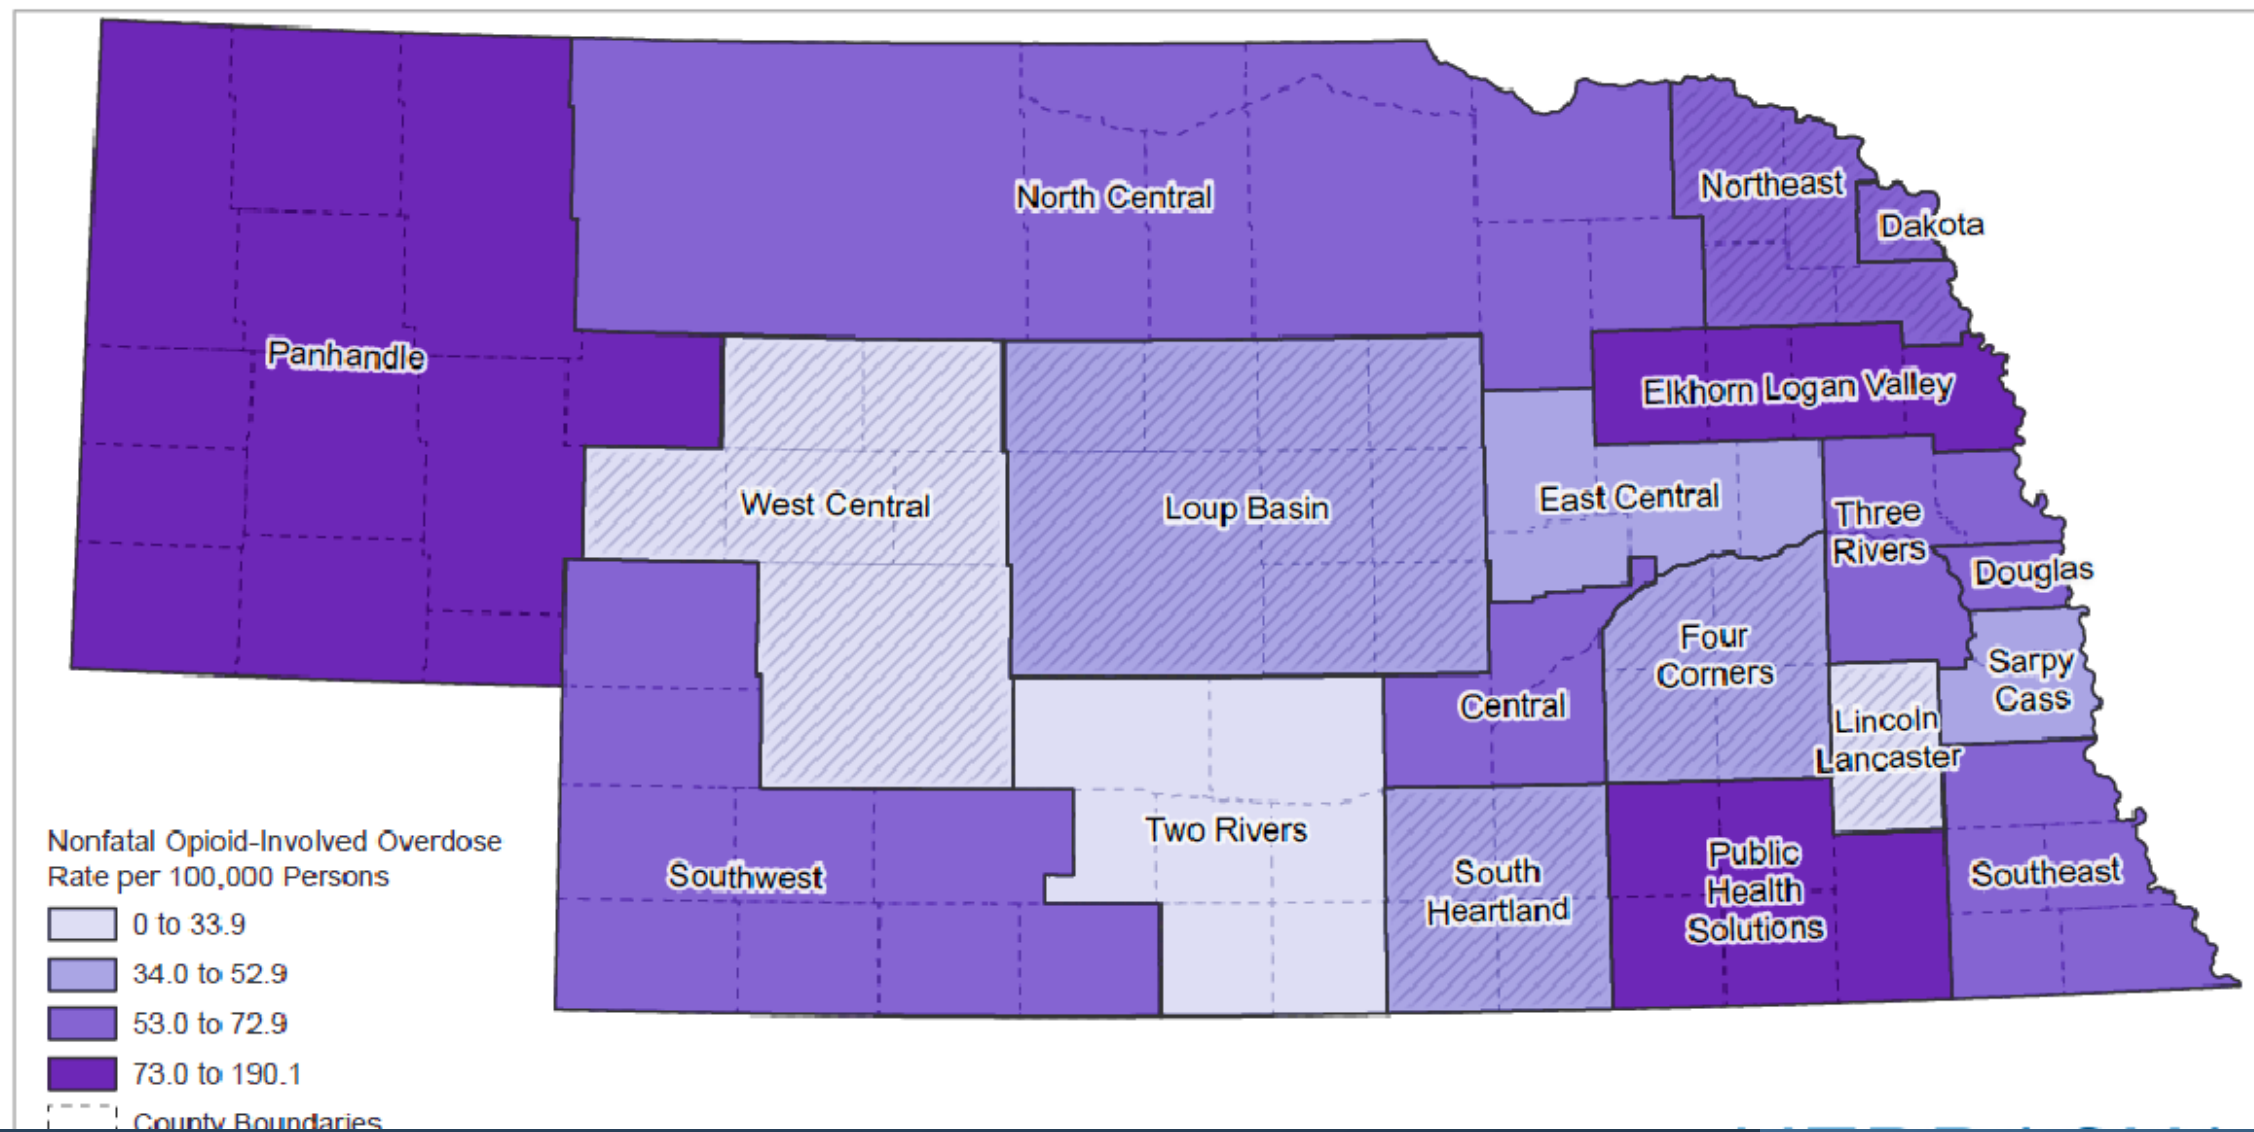 North Central
Northeast
Dakota
Panhandle
Elkhorn Logan Valley
West Central
Loup Basin
East Central
Three
Rivers
Douglas
Four
Corners
Sarpy
Cass
Central
Lincoln
Lancaster
Two Rivers
Southwest
South
Heartland
Public
Health
Solutions
Southeast
Nonfatal Opioid-Involved Overdose
Rate per 100,000 Persons
0 to 33.9
34.0 to 52.9
53.0 to 72.9
73.0 to 190.1
County Boundaries